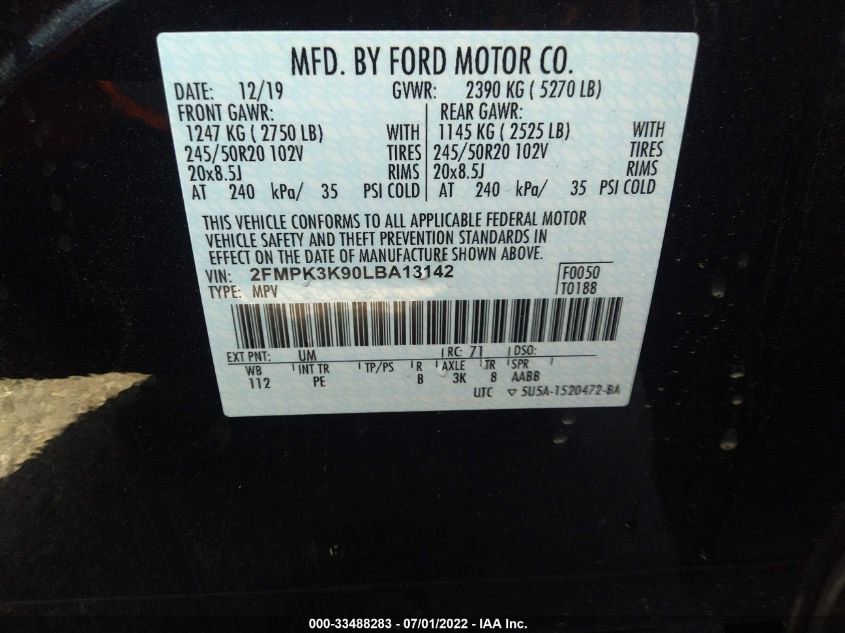 MFD. BY FORD MOTOR CO.
DATE: 12/19 GVWR: 2390 KG ( 5270 LB)
FRONT GAWR: REAR GAWR:
1247 KG ( 2750 LB) WITH 1145 KG ( 2525 LB) WITH
245/50R20 102V TIRES 245/50R20 102V TIRES
20x8.5J RIMS 20x8.5J RIMS
AT 240 kPa/ 35 PSI COLD AT 240 kPa/ 35 PSI COLD
THIS VEHICLE CONFORMS TO ALL APPLICABLE FEDERAL MOTOR
VEHICLE SAFETY AND THEFT PREVENTION STANDARDS IN
EFFECT ON THE DATE OF MANUFACTURE SHOWN ABOVE.
VIN: 2FMPK3K90LBA13142 F0050
TYPE: MPV T0188
EXT PNT: UM RC: 71 DSO:
WB INT TR TP/PS R AXLE TR SPR
112 PE B 3K 8 AABB
UTC ▽ 5U5A-1520472-BA
000-33488283 - 07/01/2022 - IAA Inc.